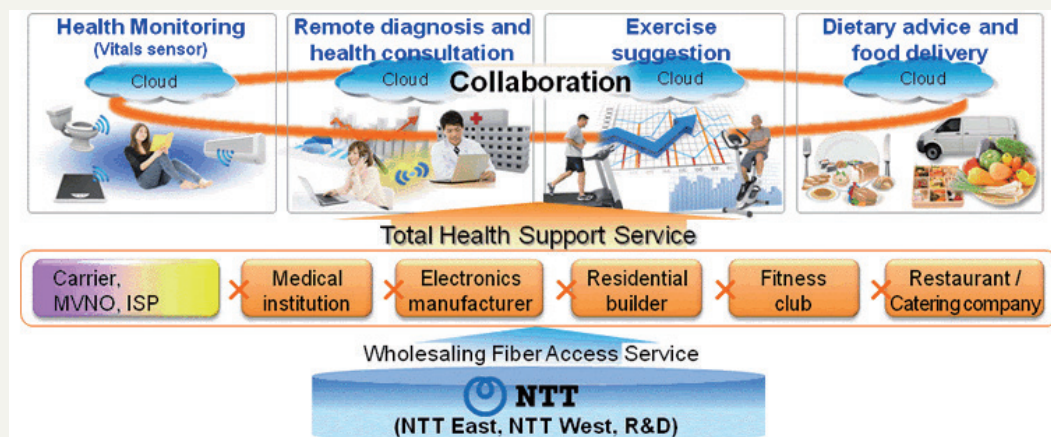 Health Monitoring
(Vitals sensor)
Cloud
Remote diagnosis and
health consultation
Cloud
Collaboration
Exercise
suggestion
Cloud
Dietary advice and
food delivery
Cloud
Total Health Support Service
Carrier,
MVNO, ISP
Medical
institution
Electronics
manufacturer
Residential
builder
Fitness
club
Restaurant /
Catering company
Wholesaling Fiber Access Service
NTT
(NTT East, NTT West, R&D)